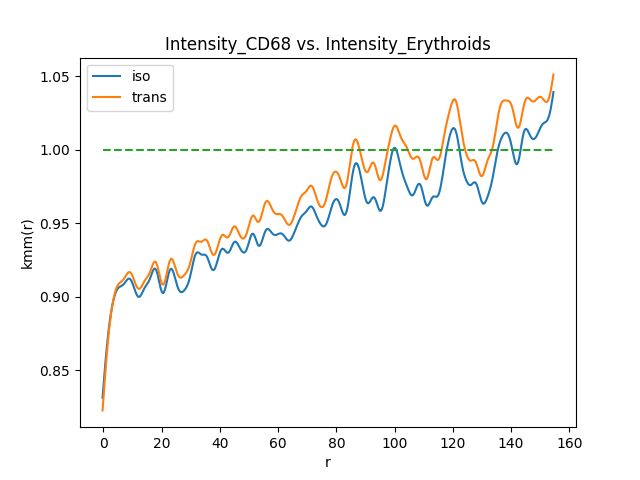 Intensity_CD68 vs. Intensity_Erythroids
iso
trans
1.05
1.00
0.95
0.90
0.85
kmm(r)
0 20 40 60 80 100 120 140 160
r